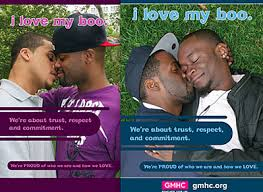 i love my boo.
We're about trust, respect
and commitment.
We're PROUD of who we are and how we LOVE.
i love my boo.
We're about trust, respect,
and commitment.
We're PROUD of who we are and how we LOVE.
GMHC gmhc.org